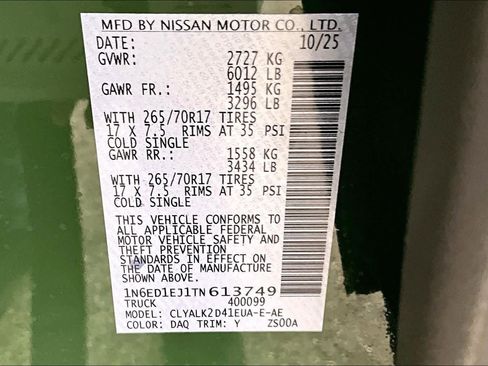 MFD BY NISSAN MOTOR CO., LTD.
DATE: 10/25
GVWR: 2727 KG
6012 LB
GAWR FR.: 1495 KG
3296 LB
WITH 265/70R17 TIRES
17 X 7.5 RIMS AT 35 PSI
COLD SINGLE
GAWR RR.: 1558 KG
3434 LB
WITH 265/70R17 TIRES
17 X 7.5 RIMS AT 35 PSI
COLD SINGLE
THIS VEHICLE CONFORMS TO
ALL APPLICABLE FEDERAL
MOTOR VEHICLE SAFETY AND
THEFT PREVENTION
STANDARDS IN EFFECT ON
THE DATE OF MANUFACTURE
SHOWN ABOVE.
1N6ED1EJ1TN613749
TRUCK 400099
MODEL: CLYALK2D41EUA-E-AE
COLOR: DAQ TRIM: Y ZS00A